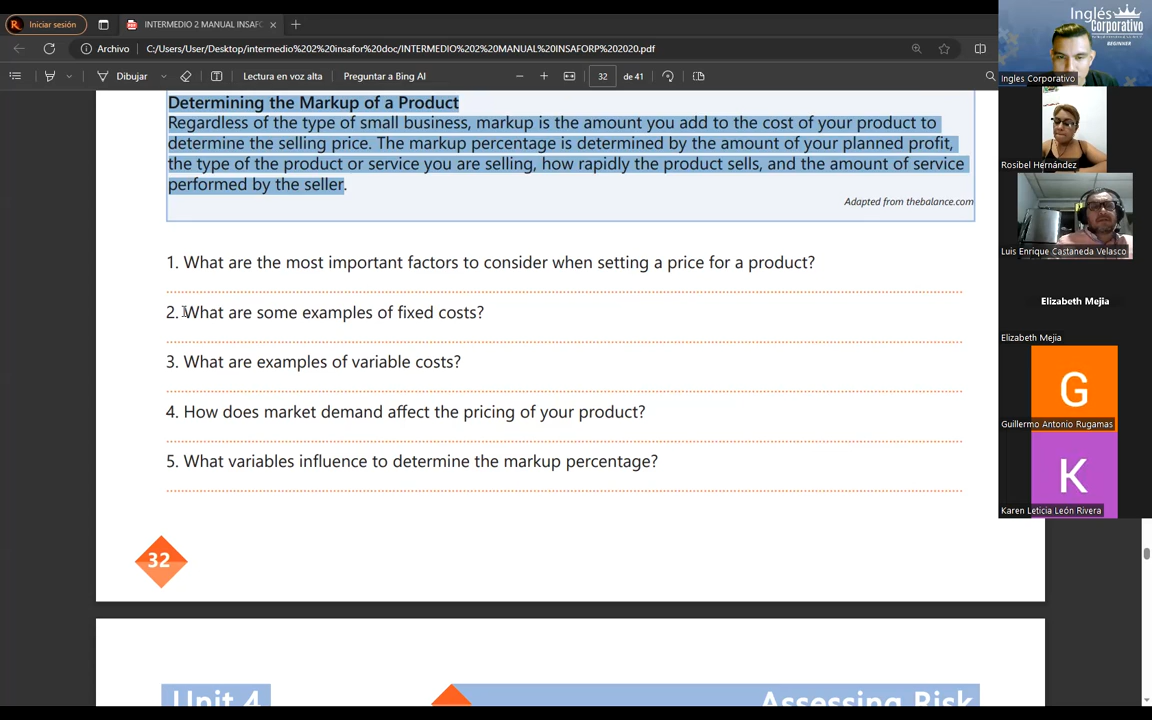 Iniciar sesión
INTERMEDIO 2 MANUAL INSAFO
Archivo
C:/Users/User/Desktop/intermedio%202%20insafor%20doc/INTERMEDIO%202%20MANUAL%20INSAFORP%202020.pdf
Dibujar
Lectura en voz alta
Preguntar a Bing AI
32
de 41
Determining the Markup of a Product
Regardless of the type of small business, markup is the amount you add to the cost of your product to
determine the selling price. The markup percentage is determined by the amount of your planned profit,
the type of the product or service you are selling, how rapidly the product sells, and the amount of service
performed by the seller.
Adapted from thebalance.com
1. What are the most important factors to consider when setting a price for a product?
2. What are some examples of fixed costs?
3. What are examples of variable costs?
4. How does market demand affect the pricing of your product?
5. What variables influence to determine the markup percentage?
32
Unit 4
Assessing Risk
Inglés
Corporativo
BEGINNER
Ingles Corporativo
Rosibel Hernández
Luis Enrique Castaneda Velasco
Elizabeth Mejia
Elizabeth Mejia
G
Guillermo Antonio Rugamas
K
Karen Leticia León Rivera